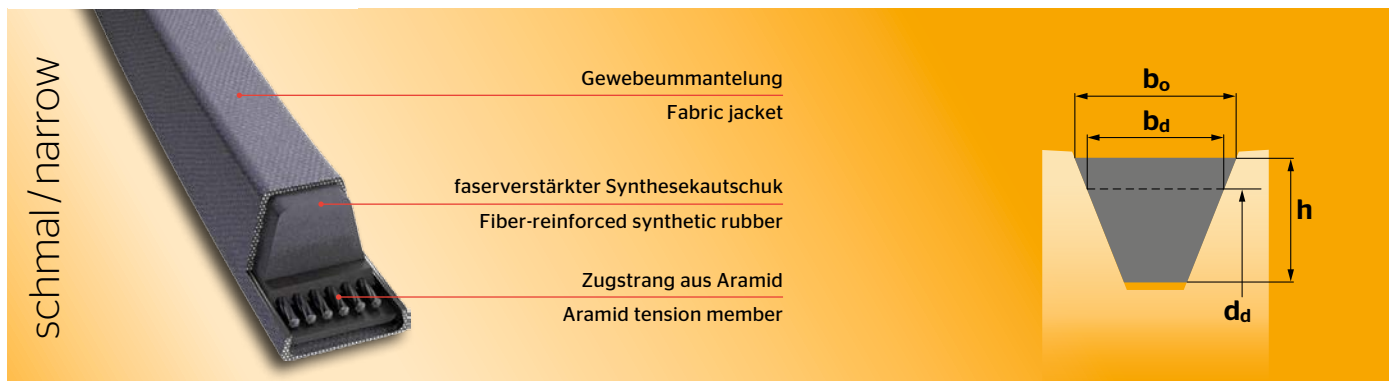 schmal / narrow
Gewebeummantelung
Fabric jacket
faserverstärkter Synthesekautschuk
Fiber-reinforced synthetic rubber
Zugstrang aus Aramid
Aramid tension member
bo
bd
h
dd